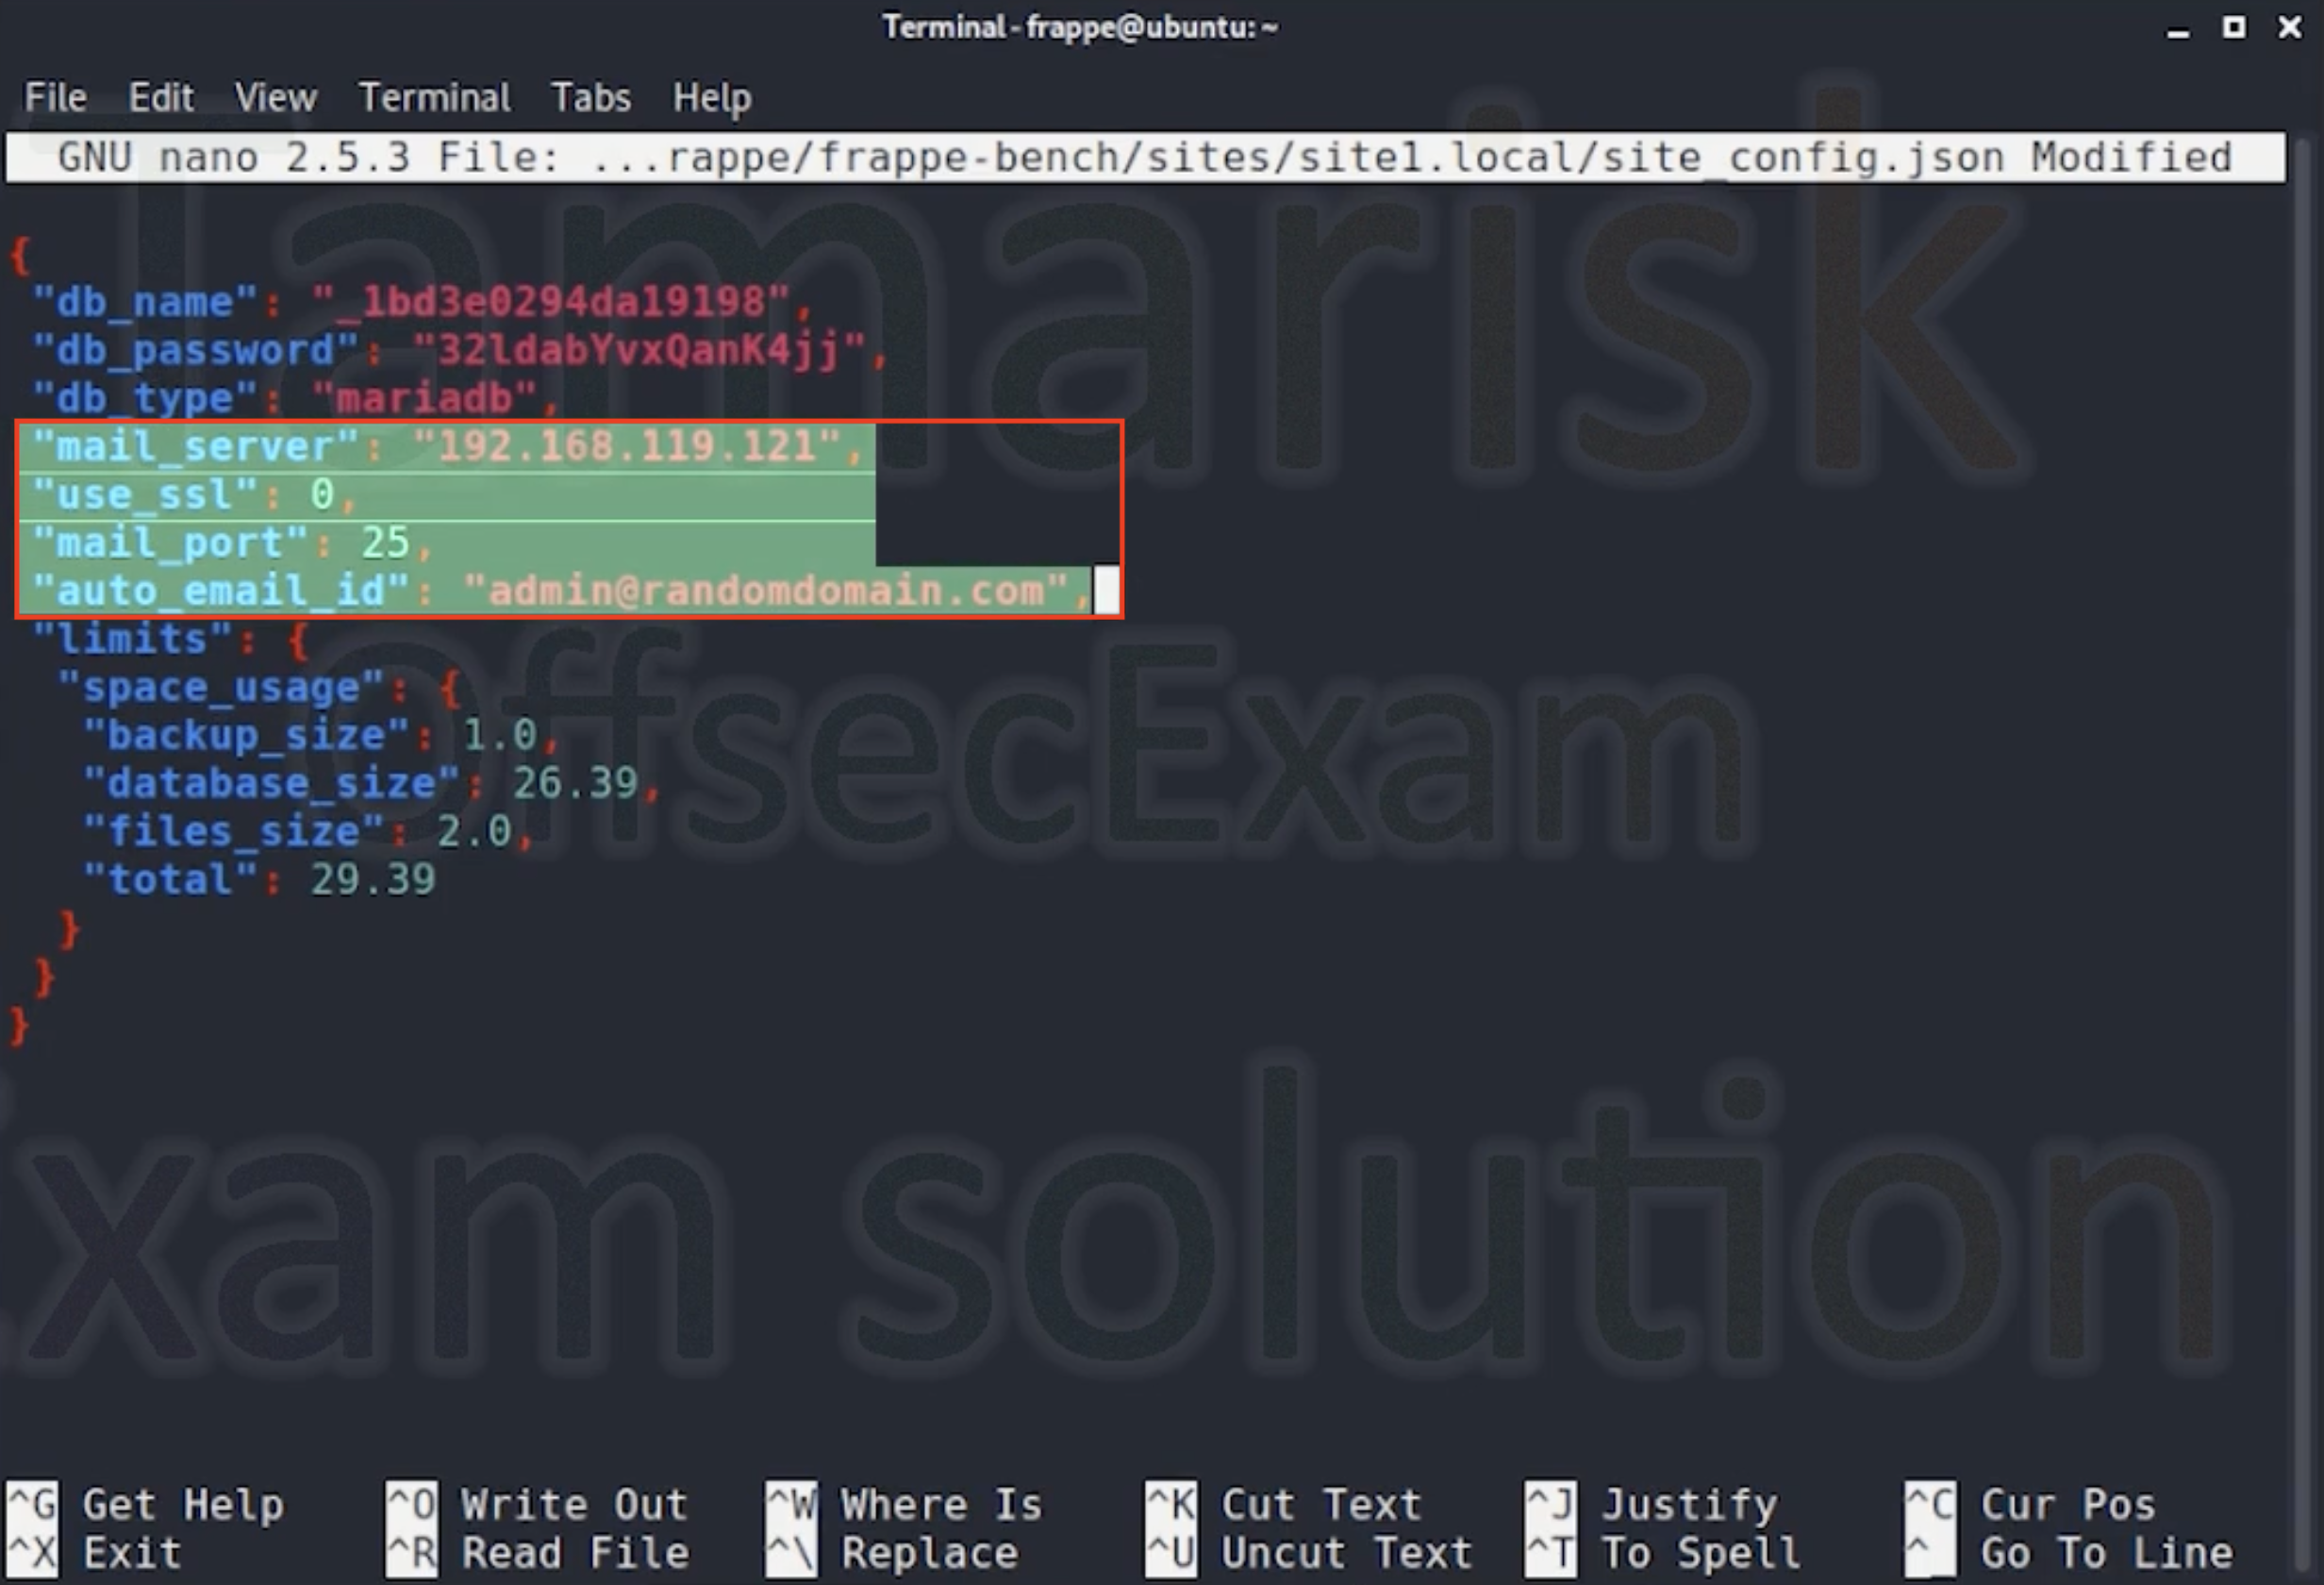 Terminal - frappe@ubuntu: ~
File Edit View Terminal Tabs Help
GNU nano 2.5.3 File: ...rappe/frappe-bench/sites/site1.local/site_config.json Modified
{
"db_name": "_1bd3e0294da19198",
"db_password": "32ldabYvxQanK4jj",
"db_type": "mariadb",
"mail_server": "192.168.119.121",
"use_ssl": 0,
"mail_port": 25,
"auto_email_id": "admin@randomdomain.com",
"limits": {
"space_usage": {
"backup_size": 1.0,
"database_size": 26.39,
"files_size": 2.0,
"total": 29.39
}
}
}
Tamarisk
OffsecExam
Exam solution
^G Get Help ^O Write Out ^W Where Is ^K Cut Text ^J Justify ^C Cur Pos
^X Exit ^R Read File ^\ Replace ^U Uncut Text ^T To Spell ^_ Go To Line